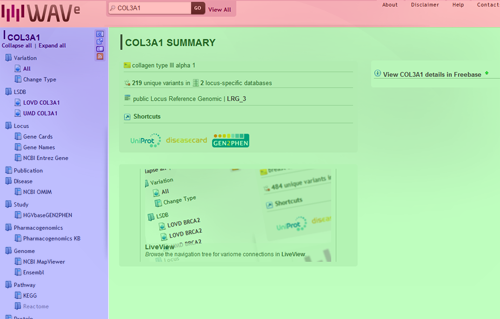 WAVe
COL3A1
GO
View All
About
Disclaimer
Help
Contact
COL3A1
Collapse all | Expand all
Variation
All
Change Type
LSDB
LOVD COL3A1
UMD COL3A1
Locus
Gene Cards
Gene Names
NCBI Entrez Gene
Publication
Disease
NCBI OMIM
Study
HGVbaseGEN2PHEN
Pharmacogenomics
Pharmacogenomics KB
Genome
NCBI MapViewer
Ensembl
Pathway
KEGG
Reactome
Protein
COL3A1 SUMMARY
collagen type III alpha 1
219 unique variants in 2 locus-specific databases
public Locus Reference Genomic | LRG_3
Shortcuts
UniProt
diseasecard
GEN2PHEN
Variation
All
Change Type
LSDB
LOVD BRCA2
LOVD BRCA2
484 unique variants in
Shortcuts
UniProt
LiveView
Browse the navigation tree for variome connections in LiveView
View COL3A1 details in Freebase